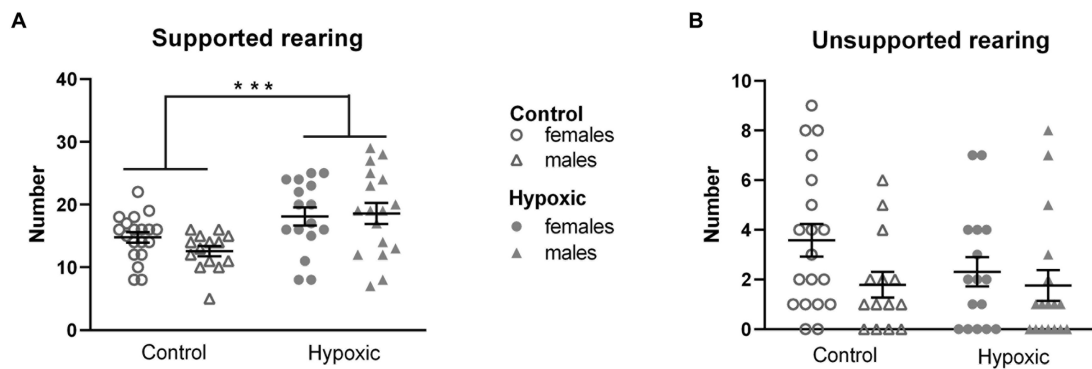 A
Supported rearing
Number
40
30
20
10
0
***
Control
Hypoxic
Control
females
males
Hypoxic
females
males
B
Unsupported rearing
Number
10
8
6
4
2
0
Control
Hypoxic